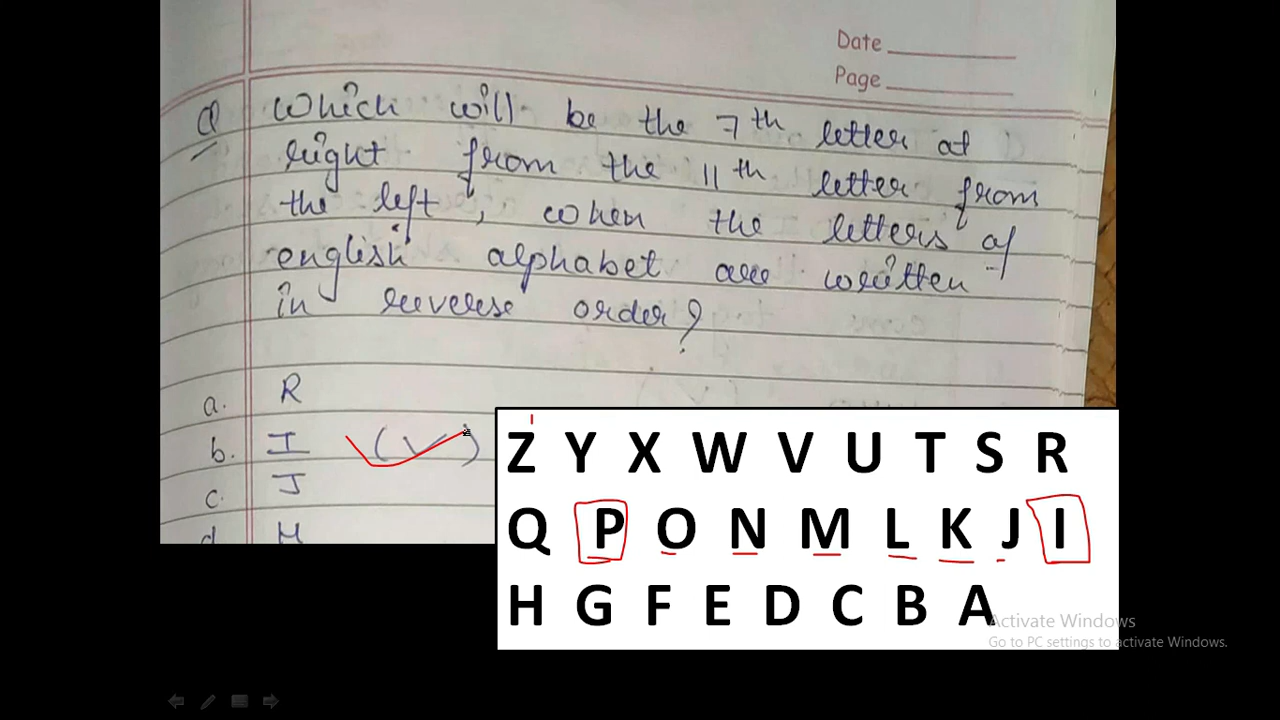 Date
Page
Q Which will be the 7th letter at
right from the 11th letter from
the left, when the letters of
english alphabet are written
in reverse order?
a. R
b. I (✓)
c. J
d. H
Z Y X W V U T S R
Q P O N M L K J I
H G F E D C B A
Activate Windows
Go to PC settings to activate Windows.